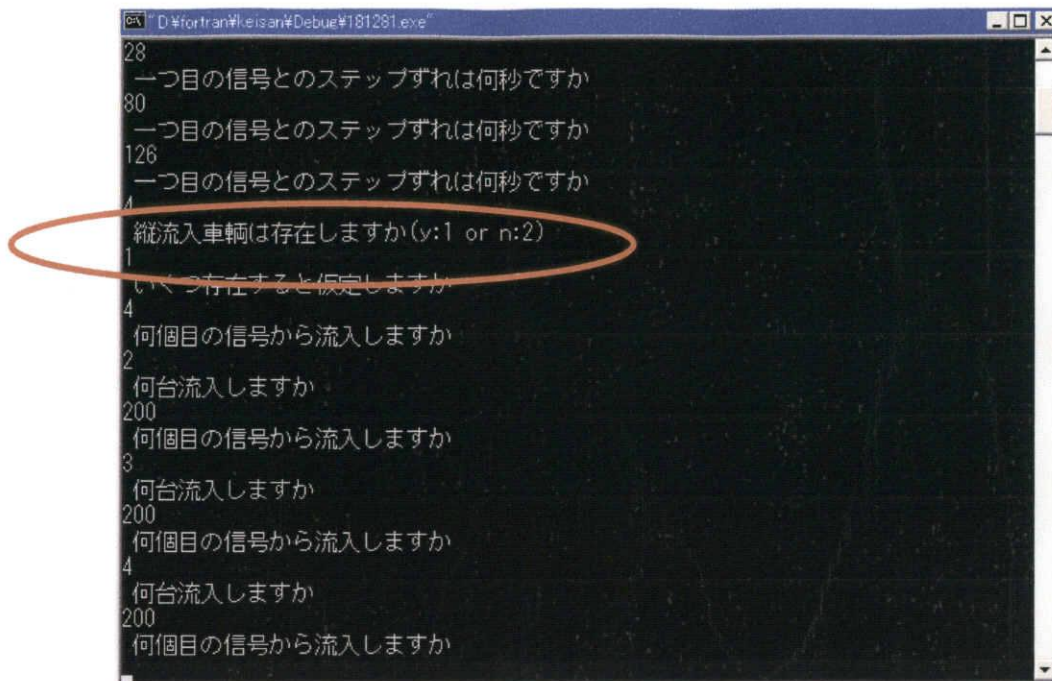 "D:¥fortran¥keisan¥Debug¥181281.exe"
28
一つ目の信号とのステップずれは何秒ですか
80
一つ目の信号とのステップずれは何秒ですか
126
一つ目の信号とのステップずれは何秒ですか
4
縦流入車輌は存在しますか(y:1 or n:2)
1
いくつ存在すると仮定しますか
4
何個目の信号から流入しますか
2
何台流入しますか
200
何個目の信号から流入しますか
3
何台流入しますか
200
何個目の信号から流入しますか
4
何台流入しますか
200
何個目の信号から流入しますか